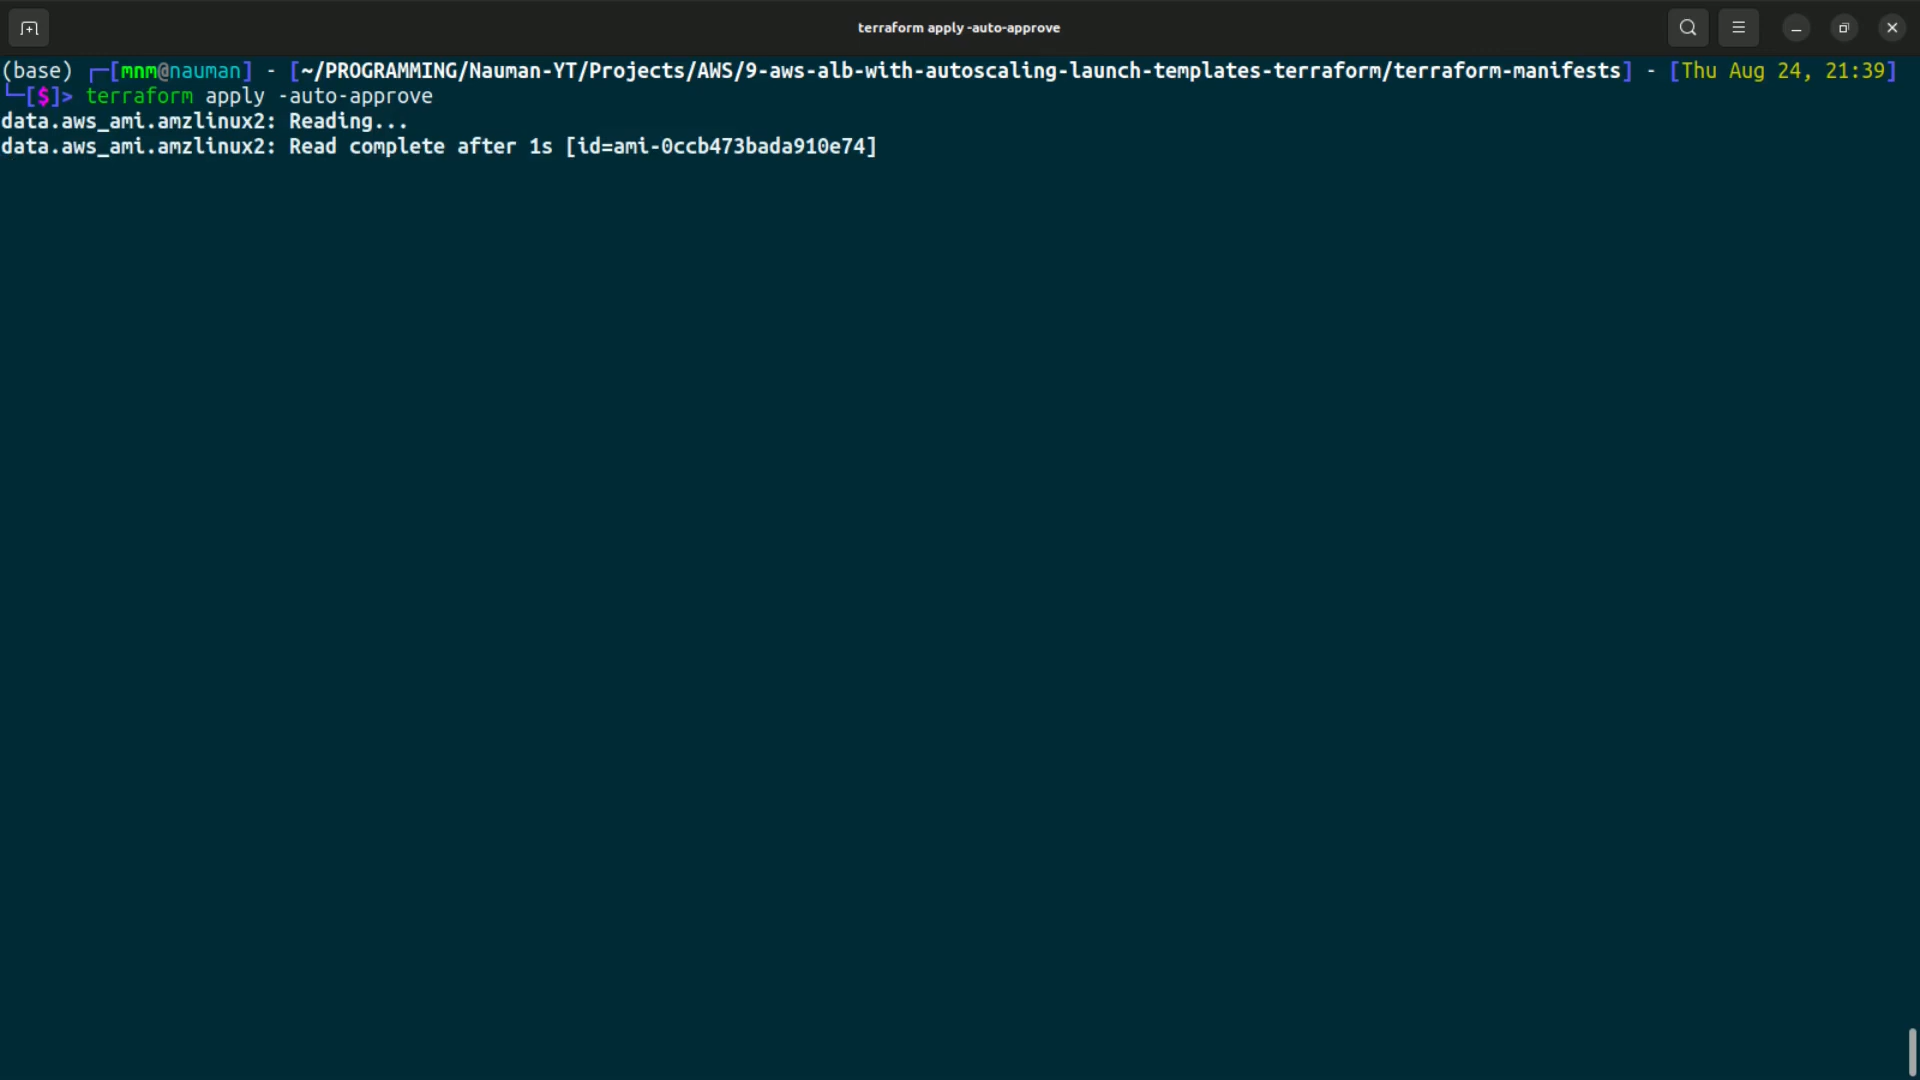 terraform apply -auto-approve
(base) ┌─[mnm@nauman] - [~/PROGRAMMING/Nauman-YT/Projects/AWS/9-aws-alb-with-autoscaling-launch-templates-terraform/terraform-manifests] - [Thu Aug 24, 21:39]
└─[$]> terraform apply -auto-approve
data.aws_ami.amzlinux2: Reading...
data.aws_ami.amzlinux2: Read complete after 1s [id=ami-0ccb473bada910e74]